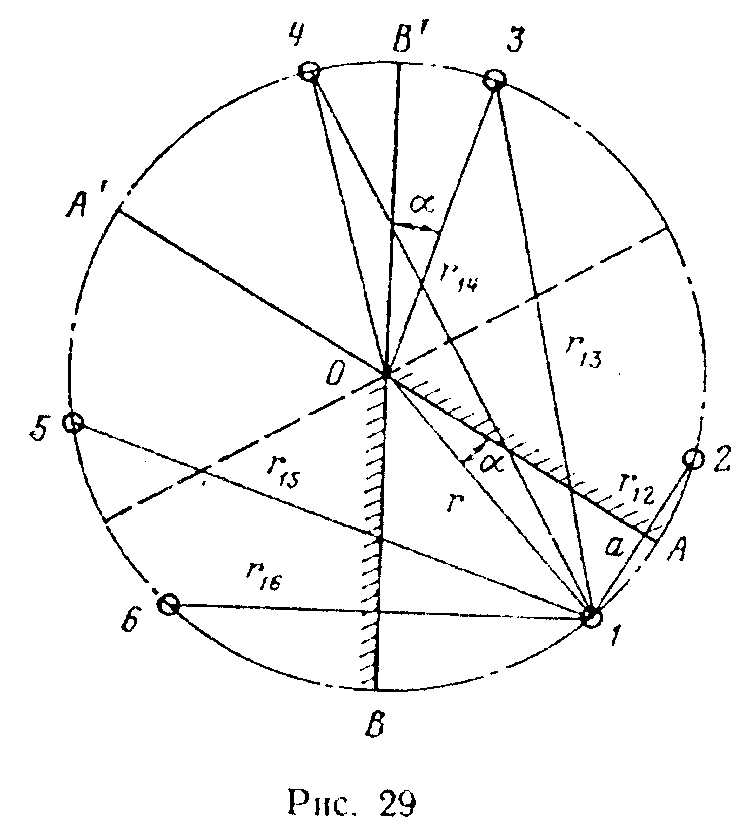 4 B' 3
A' α
r₁₄
O r₁₃
5 r₁₅ α r₁₂ 2
r a A
r₁₆
6 1
B
Рис. 29